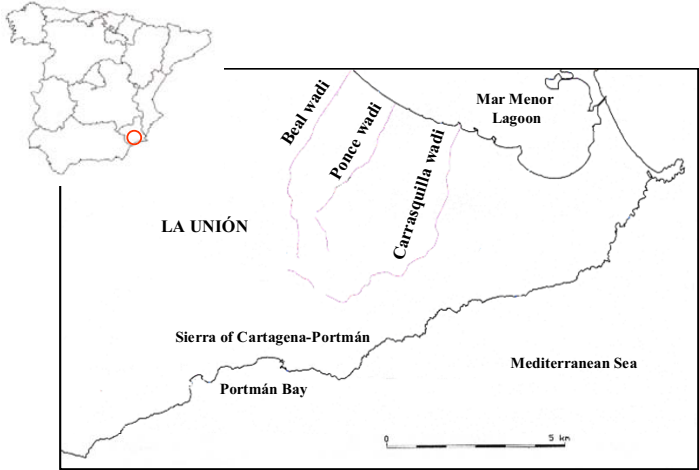 Beal wadi
Ponce wadi
Carrasquilla wadi
Mar Menor
Lagoon
LA UNIÓN
Sierra of Cartagena-Portmán
Portmán Bay
Mediterranean Sea
0 5 km